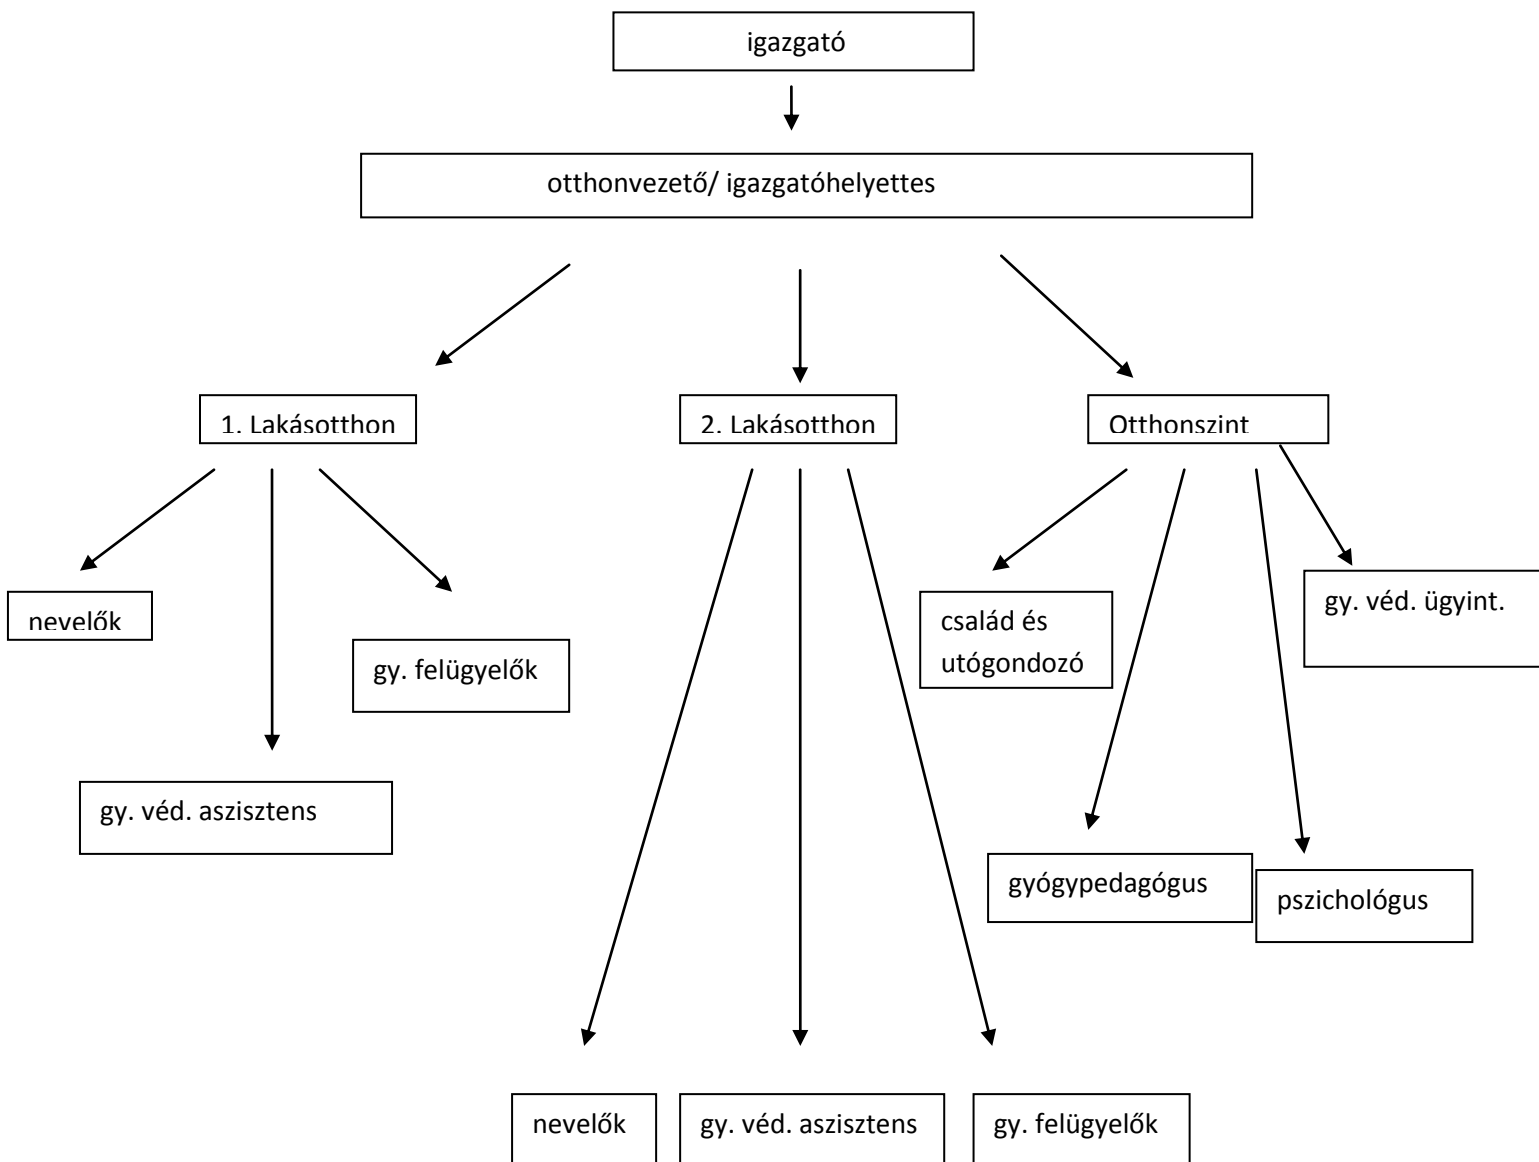 igazgató
otthonvezető/ igazgatóhelyettes
1. Lakásotthon
2. Lakásotthon
Otthonszint
nevelők
gy. felügyelők
gy. véd. aszisztens
család és
utógondozó
gy. véd. ügyint.
gyógypedagógus
pszichológus
nevelők
gy. véd. aszisztens
gy. felügyelők